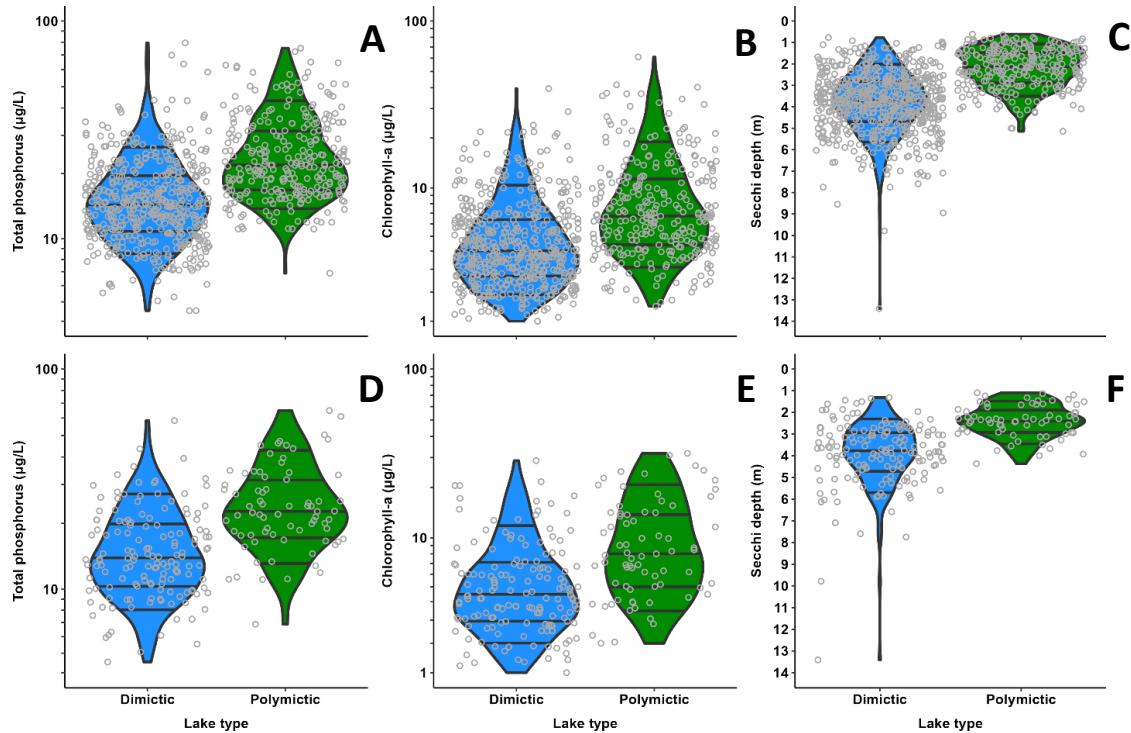 A
B
C
Total phosphorus (µg/L)
100
10
Chlorophyll-a (µg/L)
100
10
1
Secchi depth (m)
0
1
2
3
4
5
6
7
8
9
10
11
12
13
14
D
E
F
Total phosphorus (µg/L)
100
10
Chlorophyll-a (µg/L)
100
10
1
Secchi depth (m)
0
1
2
3
4
5
6
7
8
9
10
11
12
13
14
Dimictic Polymictic
Dimictic Polymictic
Dimictic Polymictic
Lake type
Lake type
Lake type